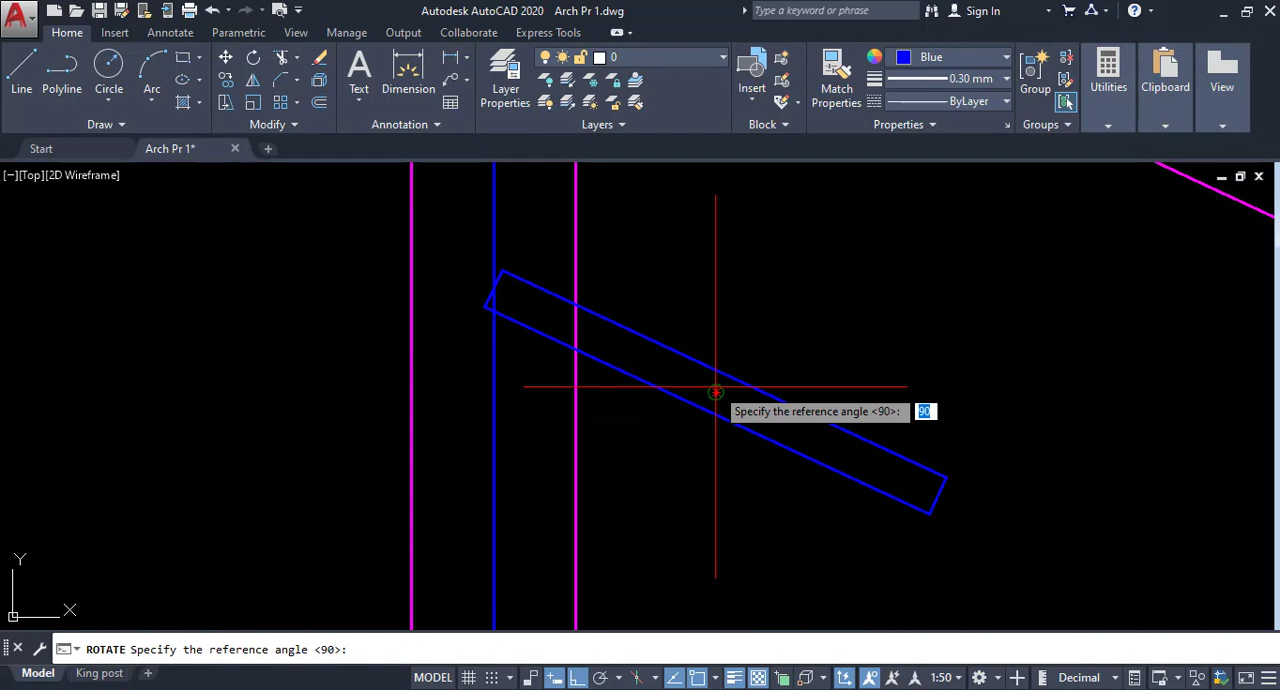 Autodesk AutoCAD 2020 Arch Pr 1.dwg
Type a keyword or phrase
Sign In
Home Insert Annotate Parametric View Manage Output Collaborate Express Tools
0
Blue
0.30 mm
ByLayer
Line Polyline Circle Arc
Text Dimension
Layer Properties
Insert
Match Properties
Group
Utilities Clipboard View
Draw Modify Annotation Layers Block Properties Groups
Start Arch Pr 1*
[−][Top][2D Wireframe]
Specify the reference angle <90>: 90
Y
X
ROTATE Specify the reference angle <90>:
Model King post
MODEL 1:50 Decimal